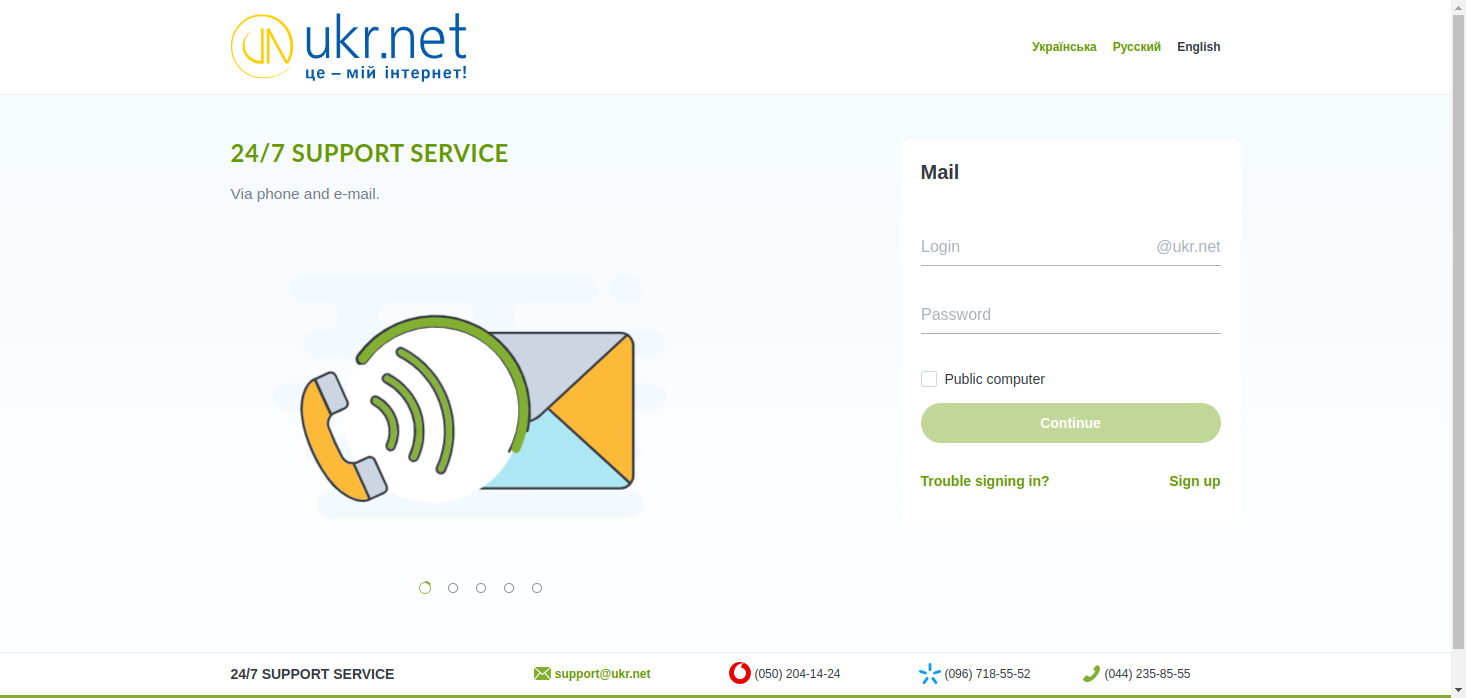 ukr.net
це – мій інтернет!
Українська Русский English
24/7 SUPPORT SERVICE
Via phone and e-mail.
Mail
Login @ukr.net
Password
Public computer
Continue
Trouble signing in? Sign up
24/7 SUPPORT SERVICE support@ukr.net (050) 204-14-24 (096) 718-55-52 (044) 235-85-55